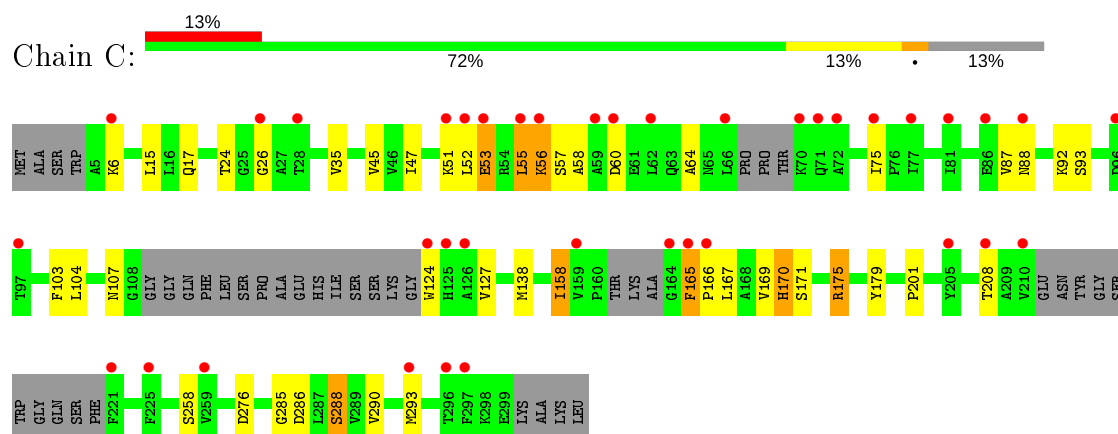 13%
Chain C:
72% 13% • 13%
MET ALA SER TRP A5 K6 L15 L16 Q17 T24 G25 G26 A27 T28 V35 V45 V46 I47 K51 L52 E53 R54 L55 K56 S57 A58 A59 D60 E61 L62 Q63 A64 N65 L66 PRO PRO THR K70 Q71 A72 I75 P76 I77 I81 E86 V87 N88 K92 S93 D96
T97 F103 L104 N107 G108 GLY GLY GLN PHE LEU SER PRO ALA GLU HIS ILE SER SER LYS GLY W124 H125 A126 V127 M138 I158 V159 P160 THR LYS ALA G164 F165 P166 L167 A168 V169 H170 S171 R175 Y179 P201 Y205 T208 A209 V210 GLU ASN TYR GLY SER
TRP GLY GLN SER PHE F221 F225 S258 V259 D276 G285 D286 L287 S288 V289 V290 M293 T296 F297 K298 E299 LYS ALA LYS LEU